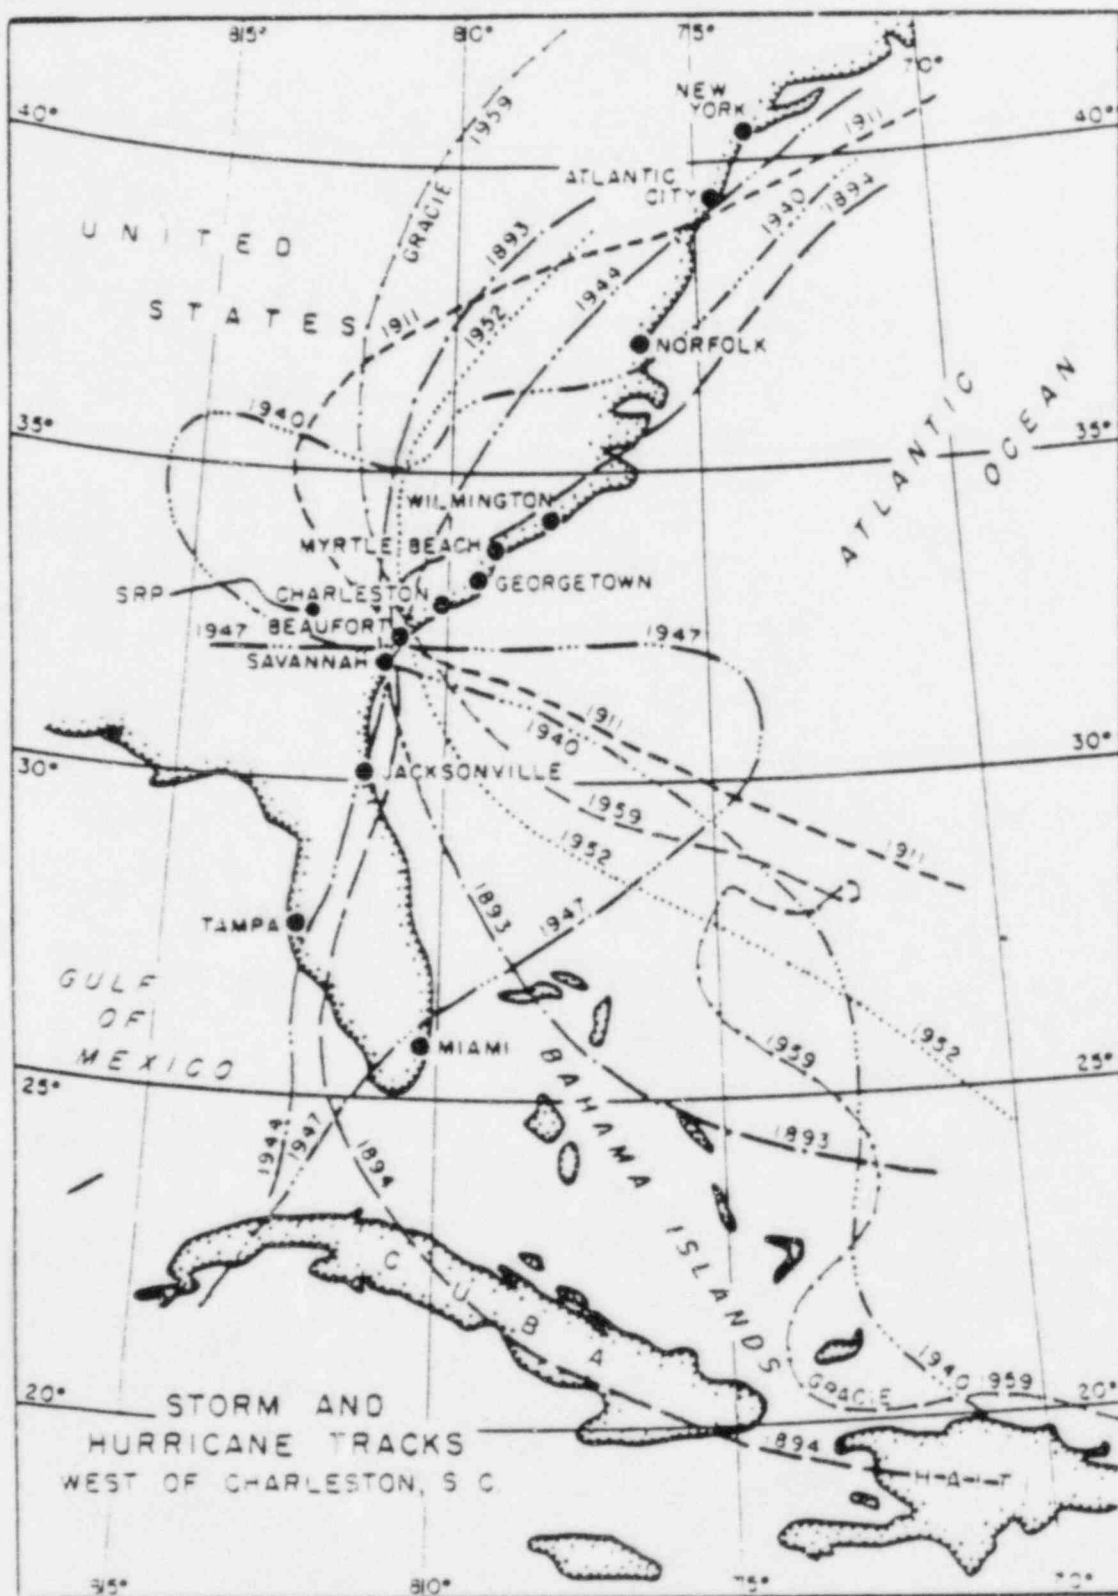 815° 810° 75°
70°
NEW
YORK
40° 40°
1959
GRACIE
1911
ATLANTIC
CITY
UNITED
STATES
1893
1940
1894
1944
1911
1952
NORFOLK
ATLANTIC
OCEAN
1940
35° 35°
WILMINGTON
MYRTLE BEACH
SRP
CHARLESTON
GEORGETOWN
BEAUFORT
1947 1947
SAVANNAH
1911
1940
30° 30°
JACKSONVILLE
1959
1952
1911
1893
TAMPA
1947
GULF
OF
MEXICO
MIAMI
BAHAMA
ISLANDS
1959
1952
25° 25°
1944
1947
1894
1893
CUBA
1940
GRACIE
1959
20° 20°
STORM AND
HURRICANE TRACKS
WEST OF CHARLESTON, S.C.
1894
HAIT
815° 810° 75° 70°